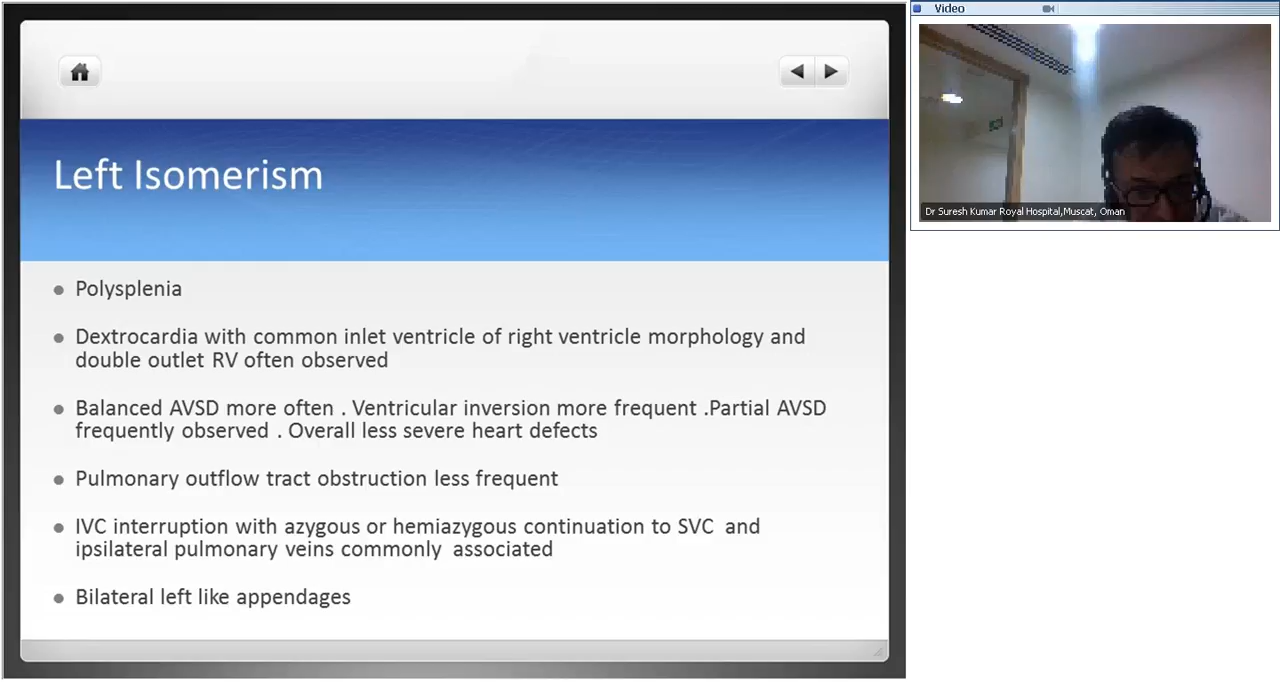 Left Isomerism
Polysplenia
Dextrocardia with common inlet ventricle of right ventricle morphology and
double outlet RV often observed
Balanced AVSD more often . Ventricular inversion more frequent .Partial AVSD
frequently observed . Overall less severe heart defects
Pulmonary outflow tract obstruction less frequent
IVC interruption with azygous or hemiazygous continuation to SVC  and
ipsilateral pulmonary veins commonly  associated
Bilateral left like appendages
Video
Dr Suresh Kumar Royal Hospital,Muscat, Oman